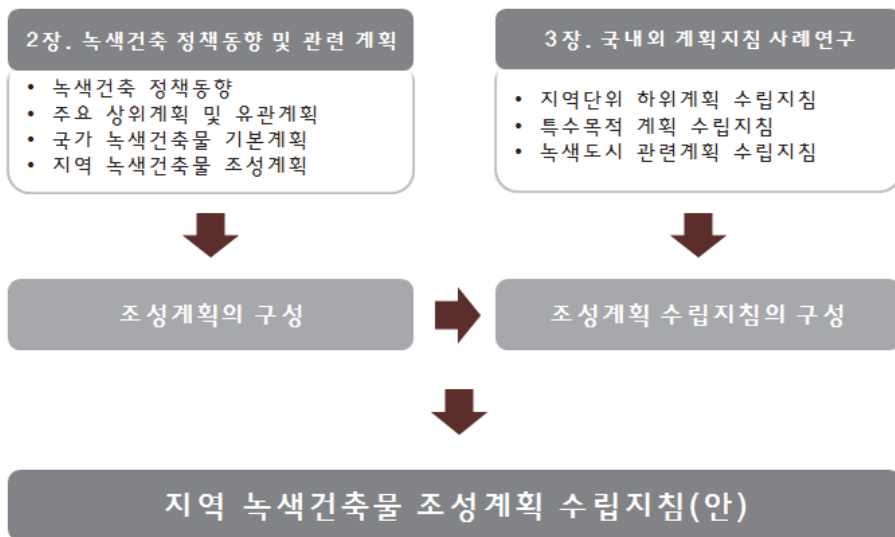 2장. 녹색건축 정책동향 및 관련 계획
• 녹색건축 정책동향
• 주요 상위계획 및 유관계획
• 국가 녹색건축물 기본계획
• 지역 녹색건축물 조성계획
3장. 국내외 계획지침 사례연구
• 지역단위 하위계획 수립지침
• 특수목적 계획 수립지침
• 녹색도시 관련계획 수립지침
조성계획의 구성
조성계획 수립지침의 구성
지역 녹색건축물 조성계획 수립지침(안)